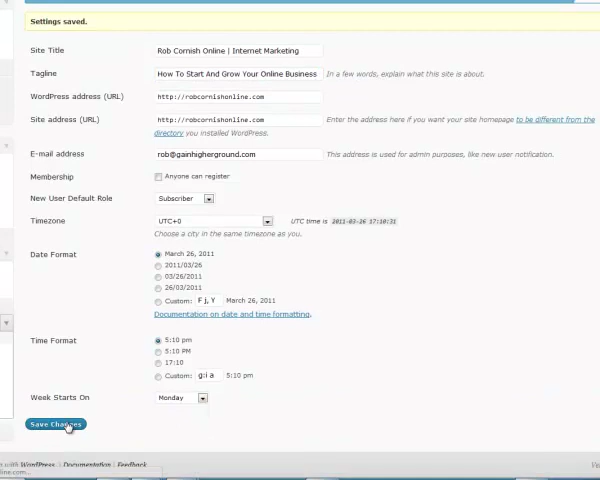 Settings saved.
Site Title Rob Cornish Online | Internet Marketing
Tagline How To Start And Grow Your Online Business In a few words, explain what this site is about.
WordPress address (URL) http://robcornishonline.com
Site address (URL) http://robcornishonline.com Enter the address here if you want your site homepage to be different from the
directory you installed WordPress.
E-mail address rob@gainhigherground.com This address is used for admin purposes, like new user notification.
Membership Anyone can register
New User Default Role Subscriber
Timezone UTC+0 UTC time is 2011-03-26 17:10:31
Choose a city in the same timezone as you.
Date Format March 26, 2011
2011/03/26
03/26/2011
26/03/2011
Custom: F j, Y March 26, 2011
Documentation on date and time formatting.
Time Format 5:10 pm
5:10 PM
17:10
Custom: g:i a 5:10 pm
Week Starts On Monday
Save Changes
with WordPress. | Documentation | Feedback
line.com...